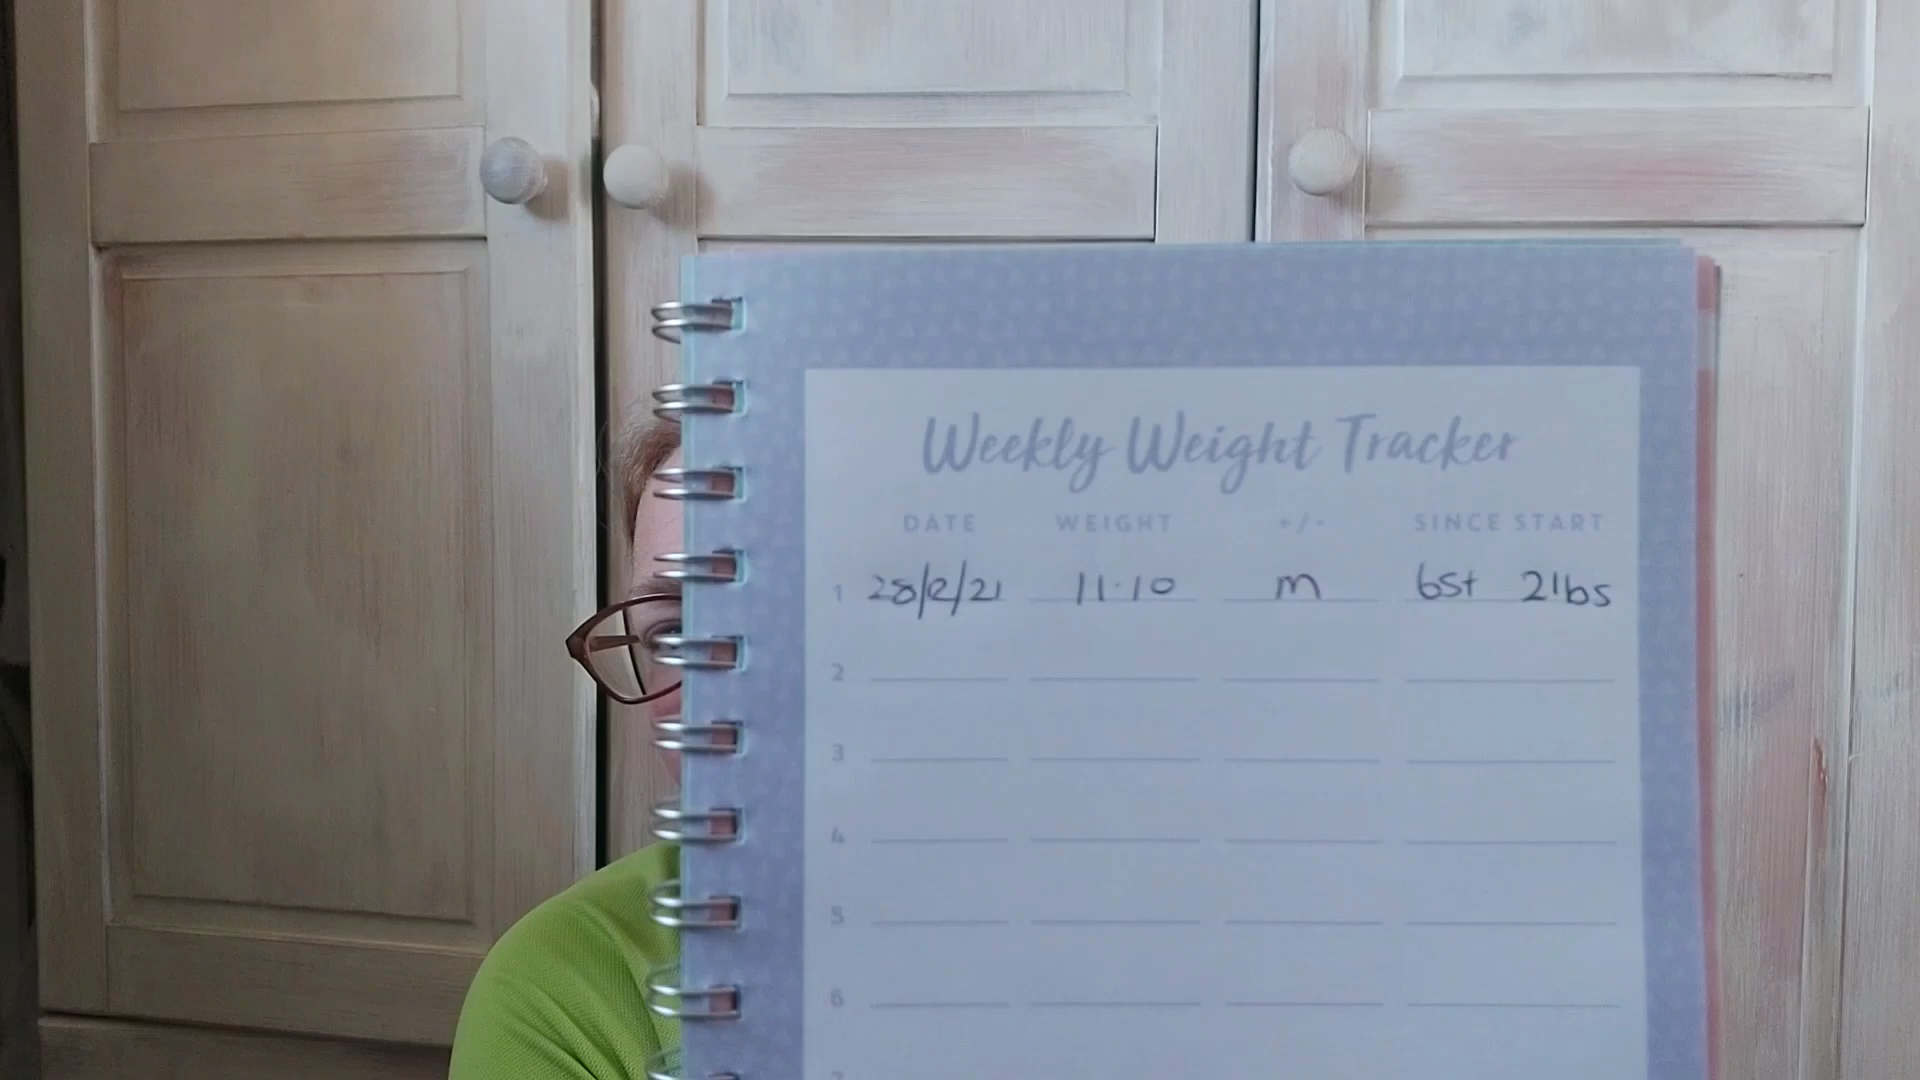 Weekly Weight Tracker
DATE WEIGHT +/- SINCE START
1 28/12/21 11.10 m 6st 2lbs
2
3
4
5
6